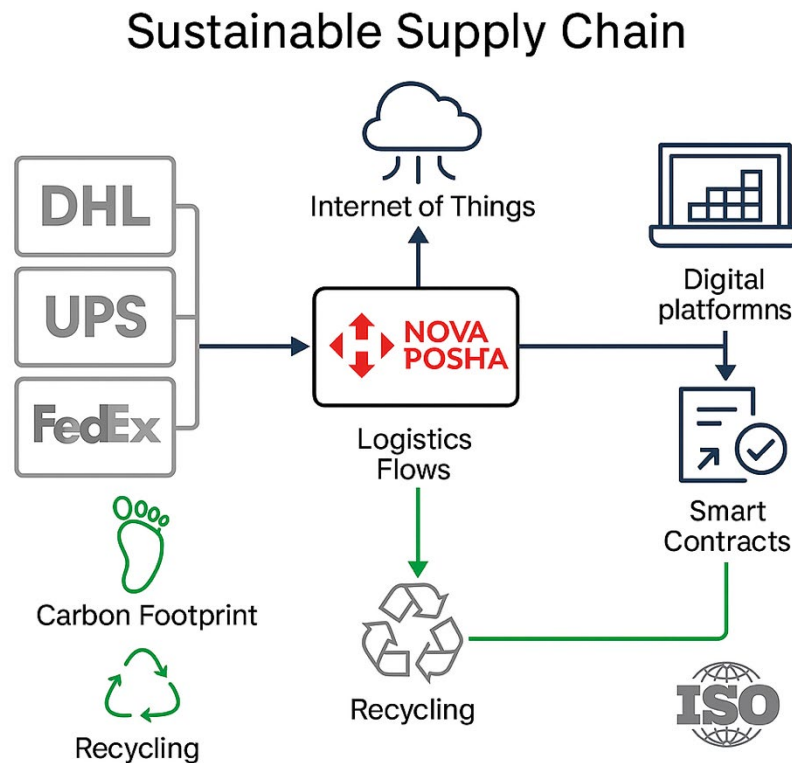 Sustainable Supply Chain
DHL
UPS
FedEx
Internet of Things
NOVA
POSHTA
Logistics
Flows
Digital
platformns
Smart
Contracts
Carbon Footprint
Recycling
Recycling
ISO